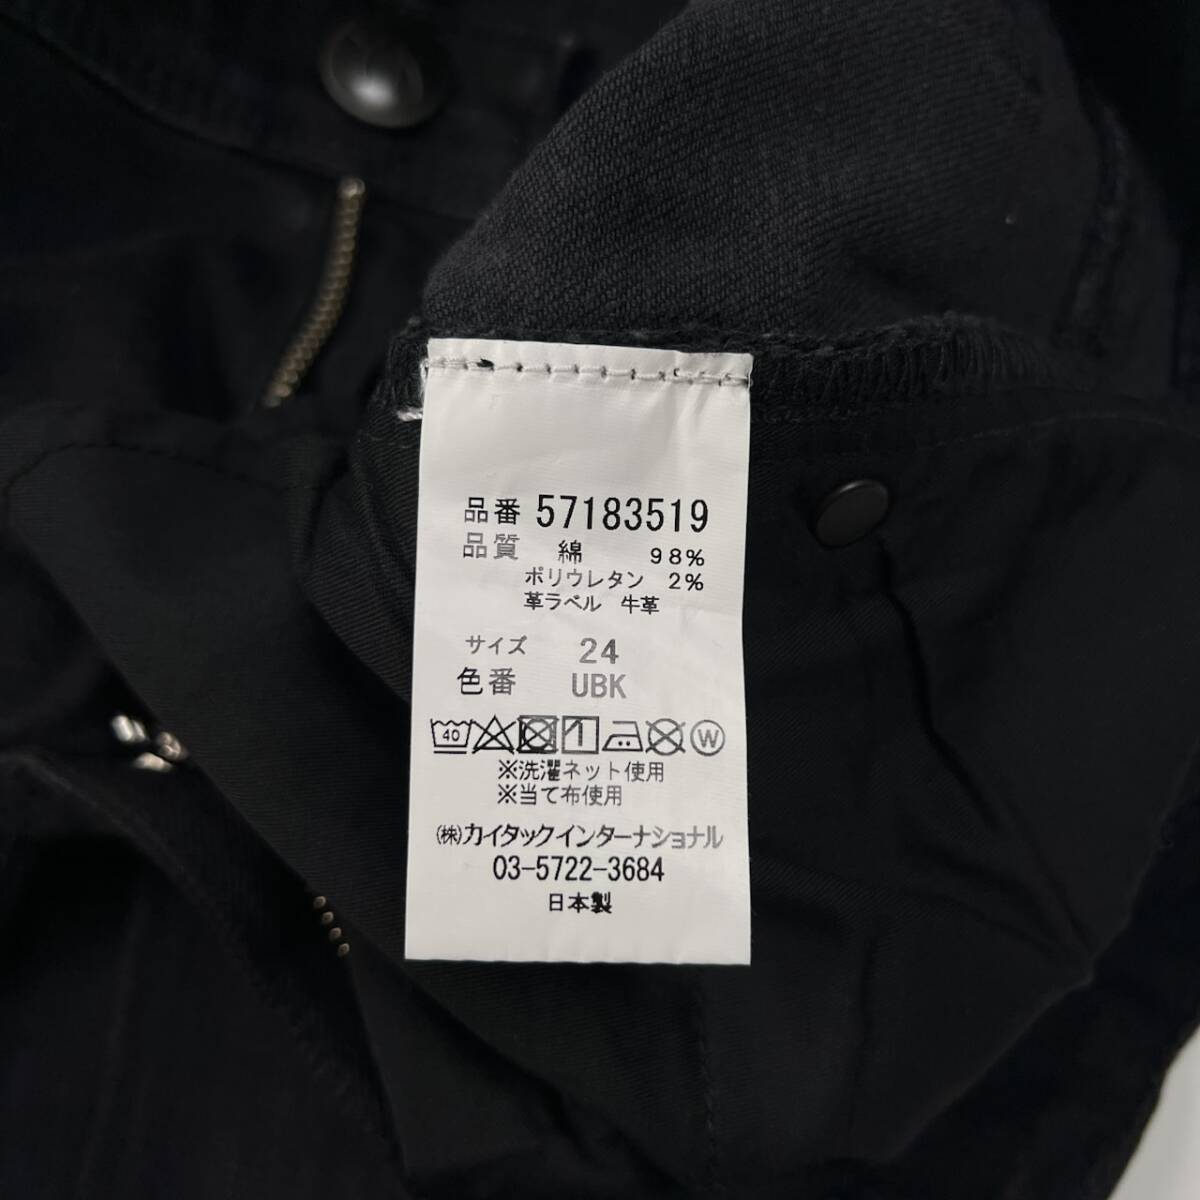 品番 57183519
品質 綿 98%
ポリウレタン 2%
革ラベル 牛革
サイズ 24
色番 UBK
40 W
※洗濯ネット使用
※当て布使用
(株)カイタックインターナショナル
03-5722-3684
日本製